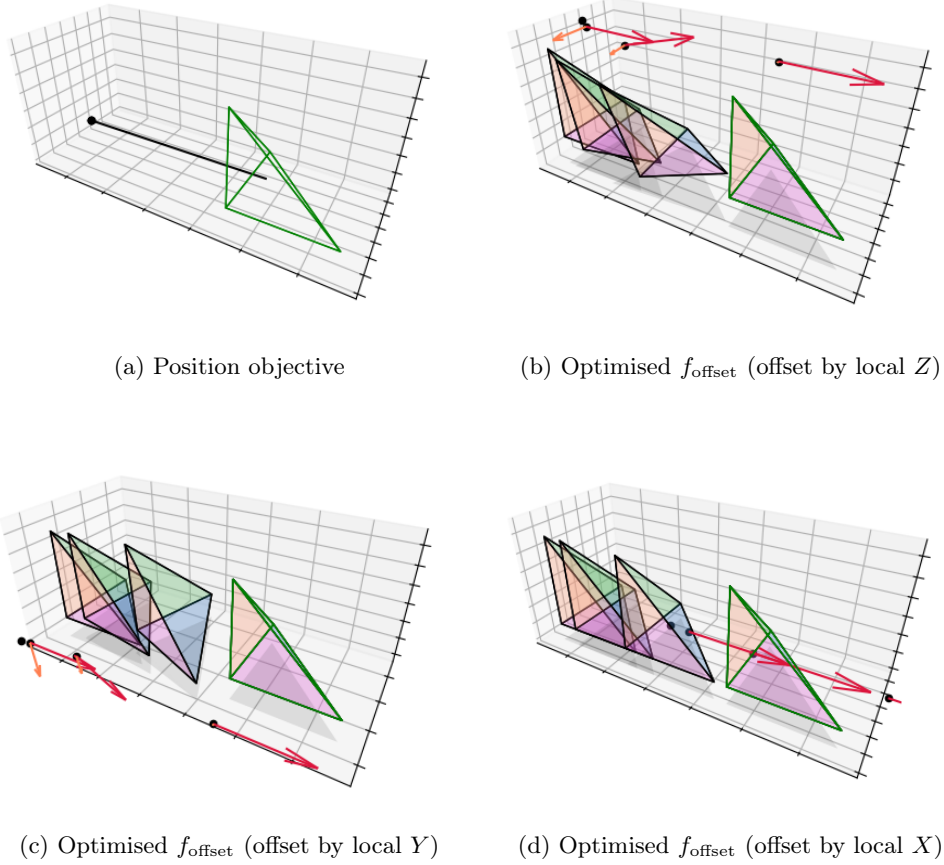 (a) Position objective
(b) Optimised f_offset (offset by local Z)
(c) Optimised f_offset (offset by local Y)
(d) Optimised f_offset (offset by local X)